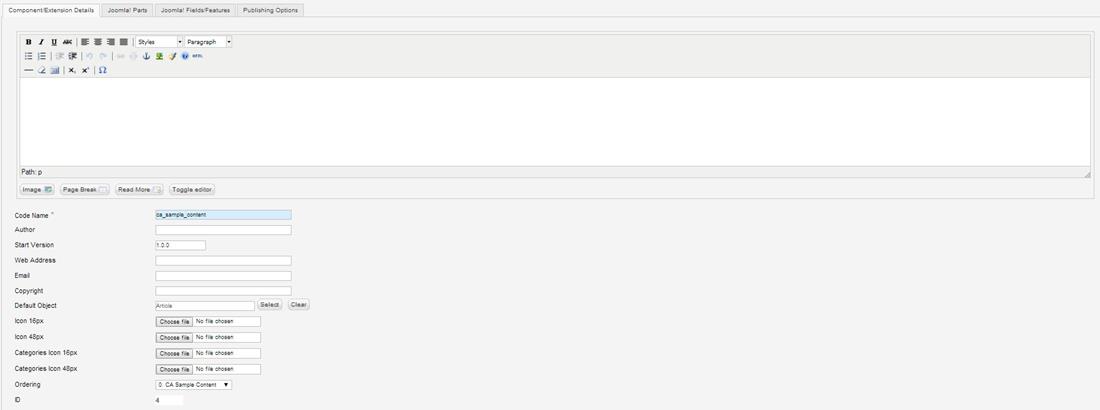 Component/Extension Details Joomla! Parts Joomla! Fields/Features Publishing Options
B I U ABC Styles Paragraph
HTML
x₂ x² Ω
Path: p
Image Page Break Read More Toggle editor
Code Name * ca_sample_content
Author
Start Version 1.0.0
Web Address
Email
Copyright
Default Object Article Select Clear
Icon 16px Choose file No file chosen
Icon 48px Choose file No file chosen
Categories Icon 16px Choose file No file chosen
Categories Icon 48px Choose file No file chosen
Ordering 0. CA Sample Content
ID 4